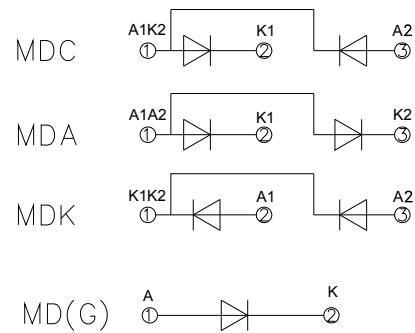 A1K2 K1 A2
MDC ① ② ③
A1A2 K1 K2
MDA ① ② ③
K1K2 A1 A2
MDK ① ② ③
A K
MD(G) ① ②